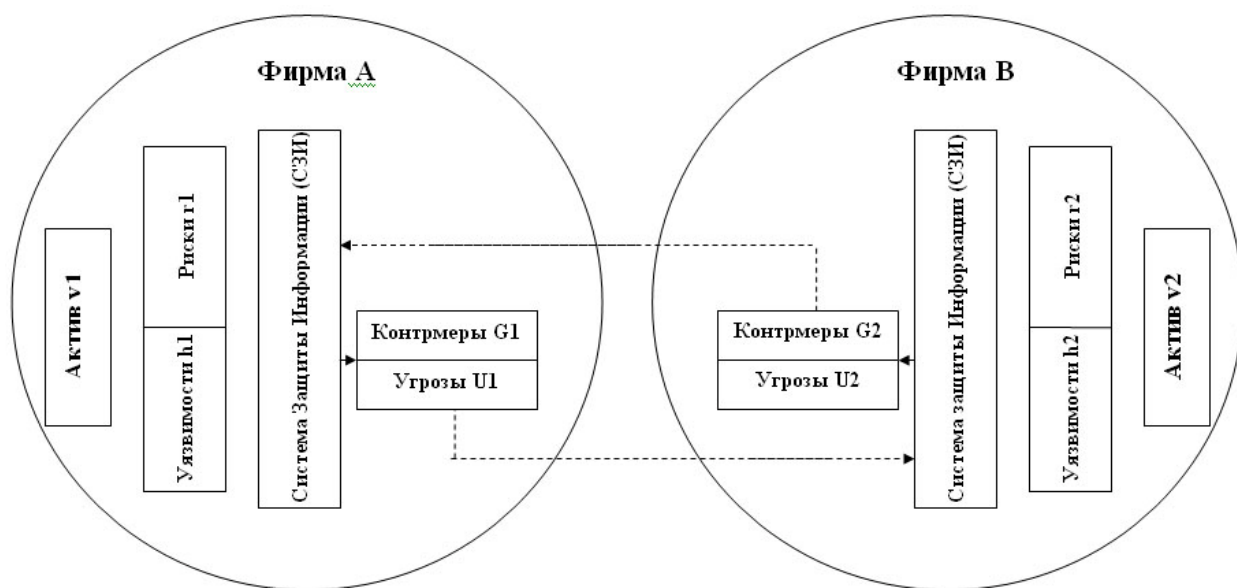 Фирма А
Актив v1
Риски r1
Уязвимости h1
Система Защиты Информации (СЗИ)
Контрмеры G1
Угрозы U1
Фирма В
Контрмеры G2
Угрозы U2
Система защиты Информации (СЗИ)
Риски r2
Уязвимости h2
Актив v2